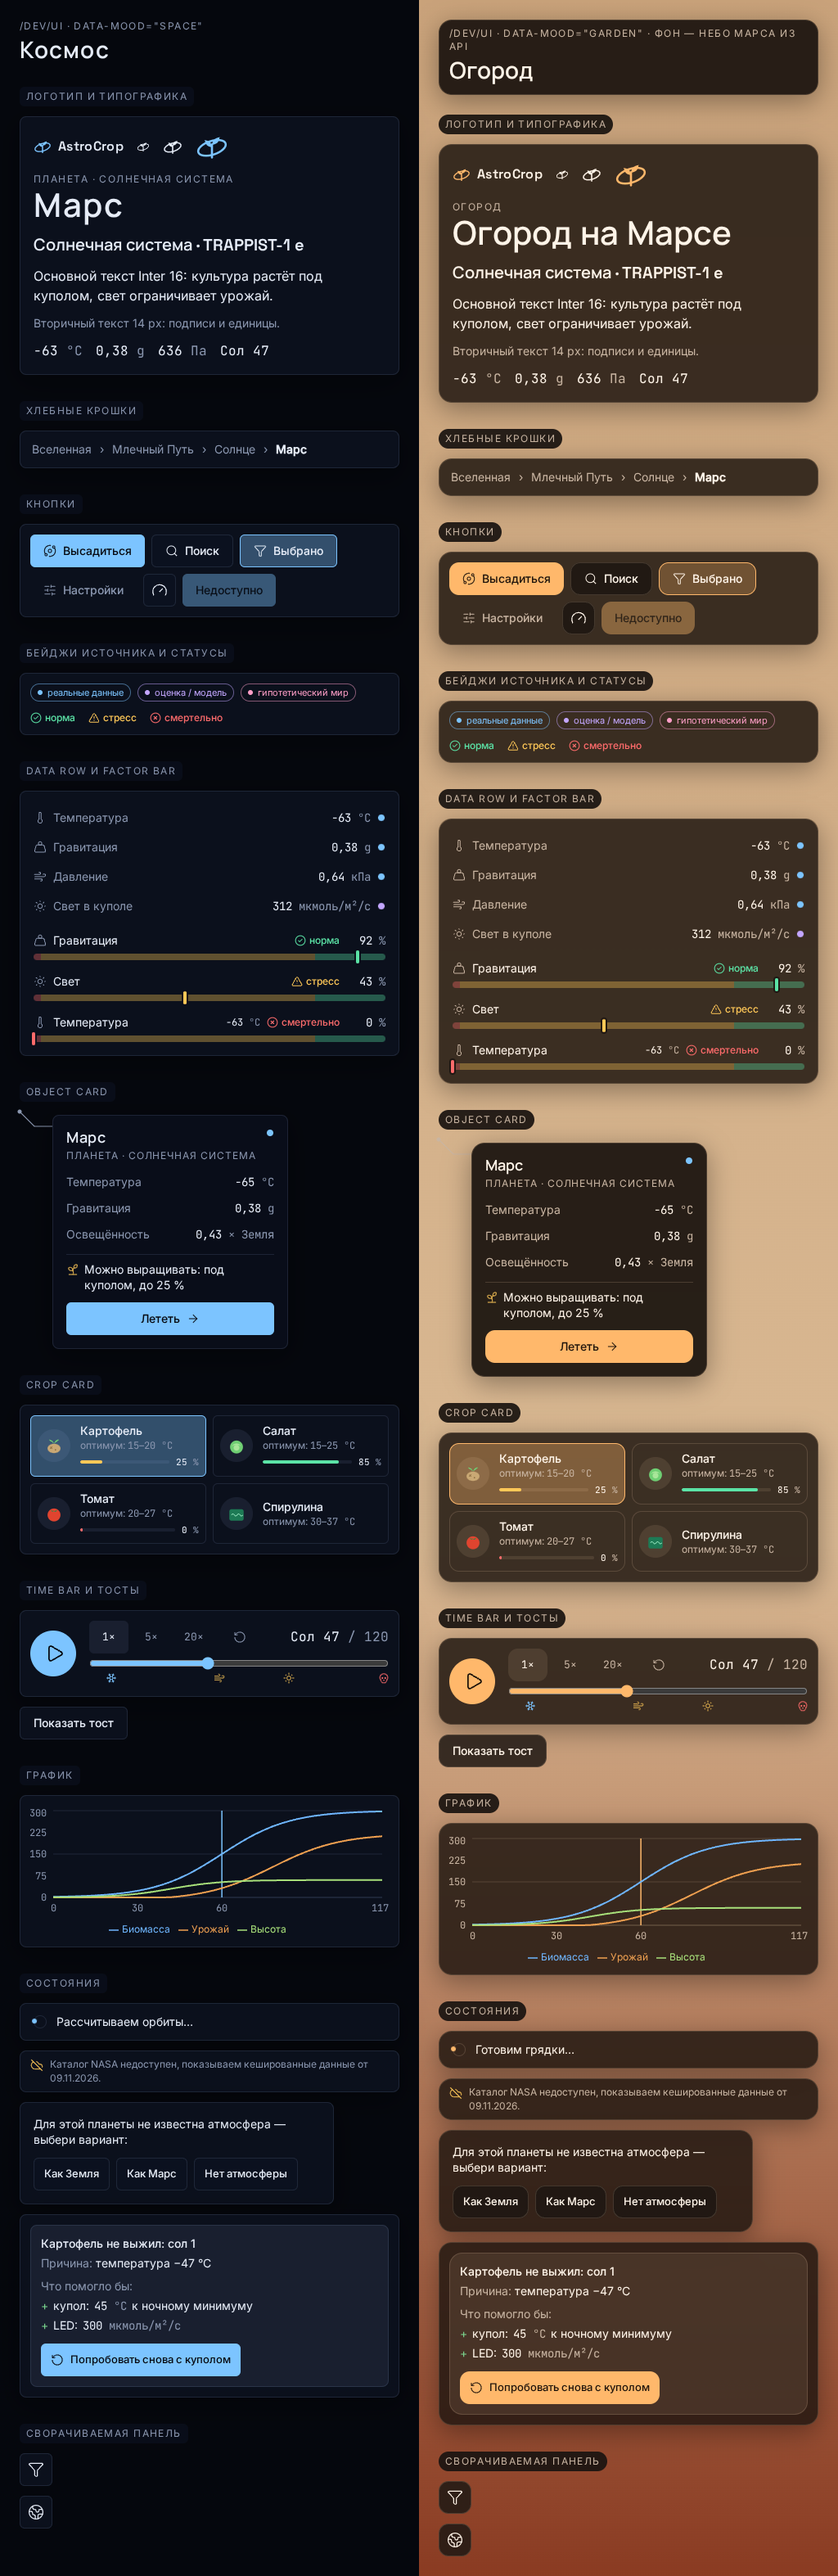 /DEV/UI · DATA-MOOD="SPACE"
Космос
ЛОГОТИП И ТИПОГРАФИКА
AstroCrop
ПЛАНЕТА · СОЛНЕЧНАЯ СИСТЕМА
Марс
Солнечная система · TRAPPIST-1 e
Основной текст Inter 16: культура растёт под
куполом, свет ограничивает урожай.
Вторичный текст 14 px: подписи и единицы.
-63 °C 0,38 g 636 Па Сол 47
ХЛЕБНЫЕ КРОШКИ
Вселенная › Млечный Путь › Солнце › Марс
КНОПКИ
Высадиться Поиск Выбрано
Настройки Недоступно
БЕЙДЖИ ИСТОЧНИКА И СТАТУСЫ
реальные данные оценка / модель гипотетический мир
норма стресс смертельно
DATA ROW И FACTOR BAR
Температура -63 °C
Гравитация 0,38 g
Давление 0,64 кПа
Свет в куполе 312 мкмоль/м²/с
Гравитация норма 92 %
Свет стресс 43 %
Температура -63 °C смертельно 0 %
OBJECT CARD
Марс
ПЛАНЕТА · СОЛНЕЧНАЯ СИСТЕМА
Температура -65 °C
Гравитация 0,38 g
Освещённость 0,43 × Земля
Можно выращивать: под
куполом, до 25 %
Лететь →
CROP CARD
Картофель
оптимум: 15–20 °C
25 %
Салат
оптимум: 15–25 °C
85 %
Томат
оптимум: 20–27 °C
0 %
Спирулина
оптимум: 30–37 °C
TIME BAR И ТОСТЫ
1× 5× 20× Сол 47 / 120
Показать тост
ГРАФИК
300
225
150
75
0
0 30 60 117
Биомасса Урожай Высота
СОСТОЯНИЯ
Рассчитываем орбиты…
Каталог NASA недоступен, показываем кешированные данные от
09.11.2026.
Для этой планеты не известна атмосфера —
выбери вариант:
Как Земля Как Марс Нет атмосферы
Картофель не выжил: сол 1
Причина: температура −47 °C
Что помогло бы:
+ купол: 45 °C к ночному минимуму
+ LED: 300 мкмоль/м²/с
Попробовать снова с куполом
СВОРАЧИВАЕМАЯ ПАНЕЛЬ
/DEV/UI · DATA-MOOD="GARDEN" · ФОН — НЕБО МАРСА ИЗ
API
Огород
ЛОГОТИП И ТИПОГРАФИКА
AstroCrop
ОГОРОД
Огород на Марсе
Солнечная система · TRAPPIST-1 e
Основной текст Inter 16: культура растёт под
куполом, свет ограничивает урожай.
Вторичный текст 14 px: подписи и единицы.
-63 °C 0,38 g 636 Па Сол 47
ХЛЕБНЫЕ КРОШКИ
Вселенная › Млечный Путь › Солнце › Марс
КНОПКИ
Высадиться Поиск Выбрано
Настройки Недоступно
БЕЙДЖИ ИСТОЧНИКА И СТАТУСЫ
реальные данные оценка / модель гипотетический мир
норма стресс смертельно
DATA ROW И FACTOR BAR
Температура -63 °C
Гравитация 0,38 g
Давление 0,64 кПа
Свет в куполе 312 мкмоль/м²/с
Гравитация норма 92 %
Свет стресс 43 %
Температура -63 °C смертельно 0 %
OBJECT CARD
Марс
ПЛАНЕТА · СОЛНЕЧНАЯ СИСТЕМА
Температура -65 °C
Гравитация 0,38 g
Освещённость 0,43 × Земля
Можно выращивать: под
куполом, до 25 %
Лететь →
CROP CARD
Картофель
оптимум: 15–20 °C
25 %
Салат
оптимум: 15–25 °C
85 %
Томат
оптимум: 20–27 °C
0 %
Спирулина
оптимум: 30–37 °C
TIME BAR И ТОСТЫ
1× 5× 20× Сол 47 / 120
Показать тост
ГРАФИК
300
225
150
75
0
0 30 60 117
Биомасса Урожай Высота
СОСТОЯНИЯ
Готовим грядки…
Каталог NASA недоступен, показываем кешированные данные от
09.11.2026.
Для этой планеты не известна атмосфера —
выбери вариант:
Как Земля Как Марс Нет атмосферы
Картофель не выжил: сол 1
Причина: температура −47 °C
Что помогло бы:
+ купол: 45 °C к ночному минимуму
+ LED: 300 мкмоль/м²/с
Попробовать снова с куполом
СВОРАЧИВАЕМАЯ ПАНЕЛЬ